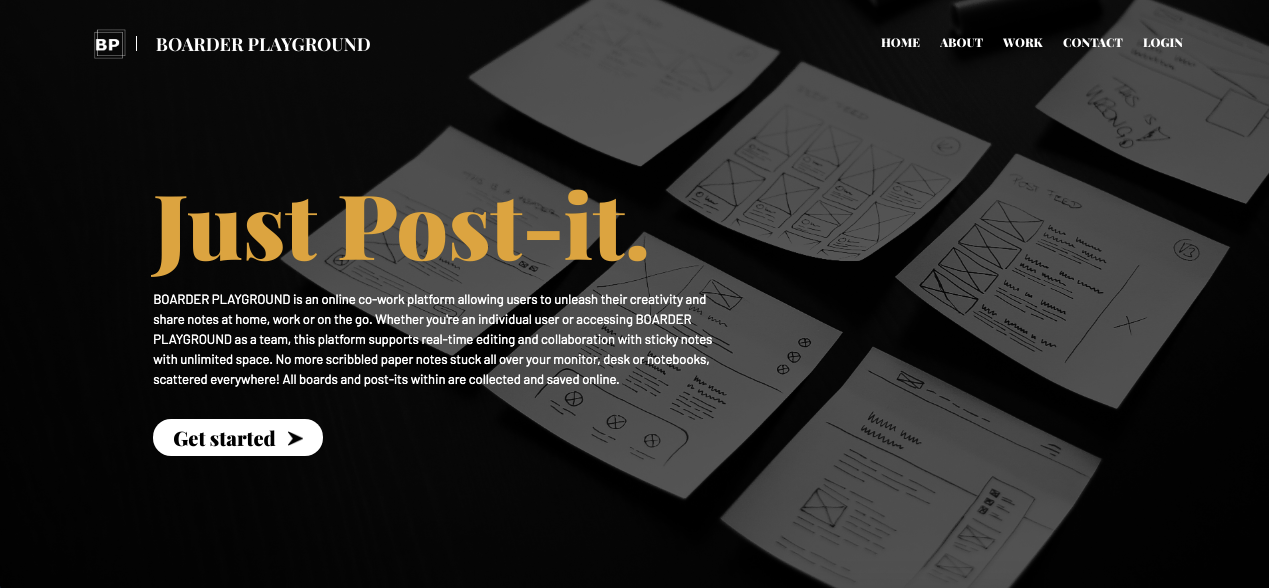 BP
BOARDER PLAYGROUND
HOME ABOUT WORK CONTACT LOGIN
Just Post-it.
BOARDER PLAYGROUND is an online co-work platform allowing users to unleash their creativity and
share notes at home, work or on the go. Whether you're an individual user or accessing BOARDER
PLAYGROUND as a team, this platform supports real-time editing and collaboration with sticky notes
with unlimited space. No more scribbled paper notes stuck all over your monitor, desk or notebooks,
scattered everywhere! All boards and post-its within are collected and saved online.
Get started
THIS
IS
WRONG
V3